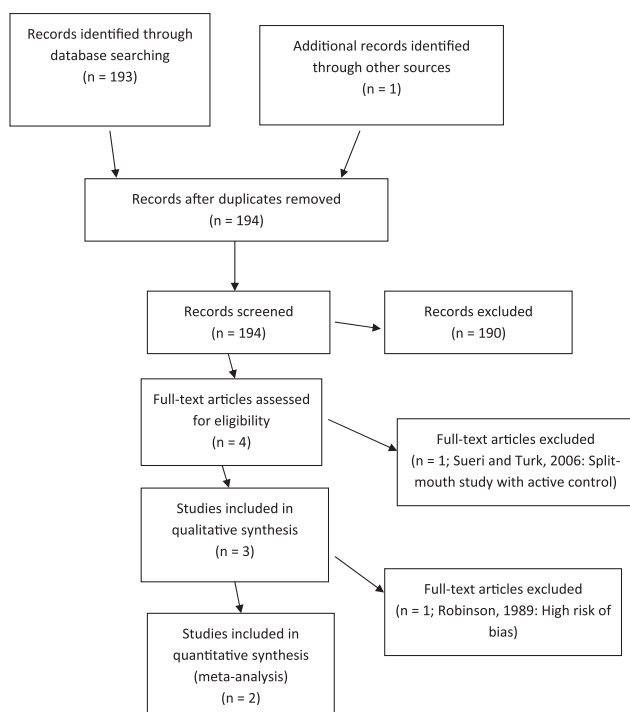 Records identified through
database searching
(n = 193)
Additional records identified
through other sources
(n = 1)
Records after duplicates removed
(n = 194)
Records screened
(n = 194)
Records excluded
(n = 190)
Full-text articles assessed
for eligibility
(n = 4)
Full-text articles excluded
(n = 1; Sueri and Turk, 2006: Split-
mouth study with active control)
Studies included in
qualitative synthesis
(n = 3)
Full-text articles excluded
(n = 1; Robinson, 1989: High risk of
bias)
Studies included in
quantitative synthesis
(meta-analysis)
(n = 2)